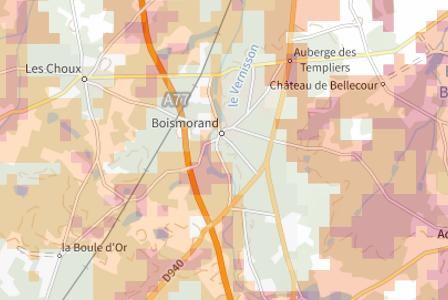 le Vernisson
Auberge des
Templiers
Les Choux
Château de Bellecour
A77
Boismorand
la Boule d'Or
D940